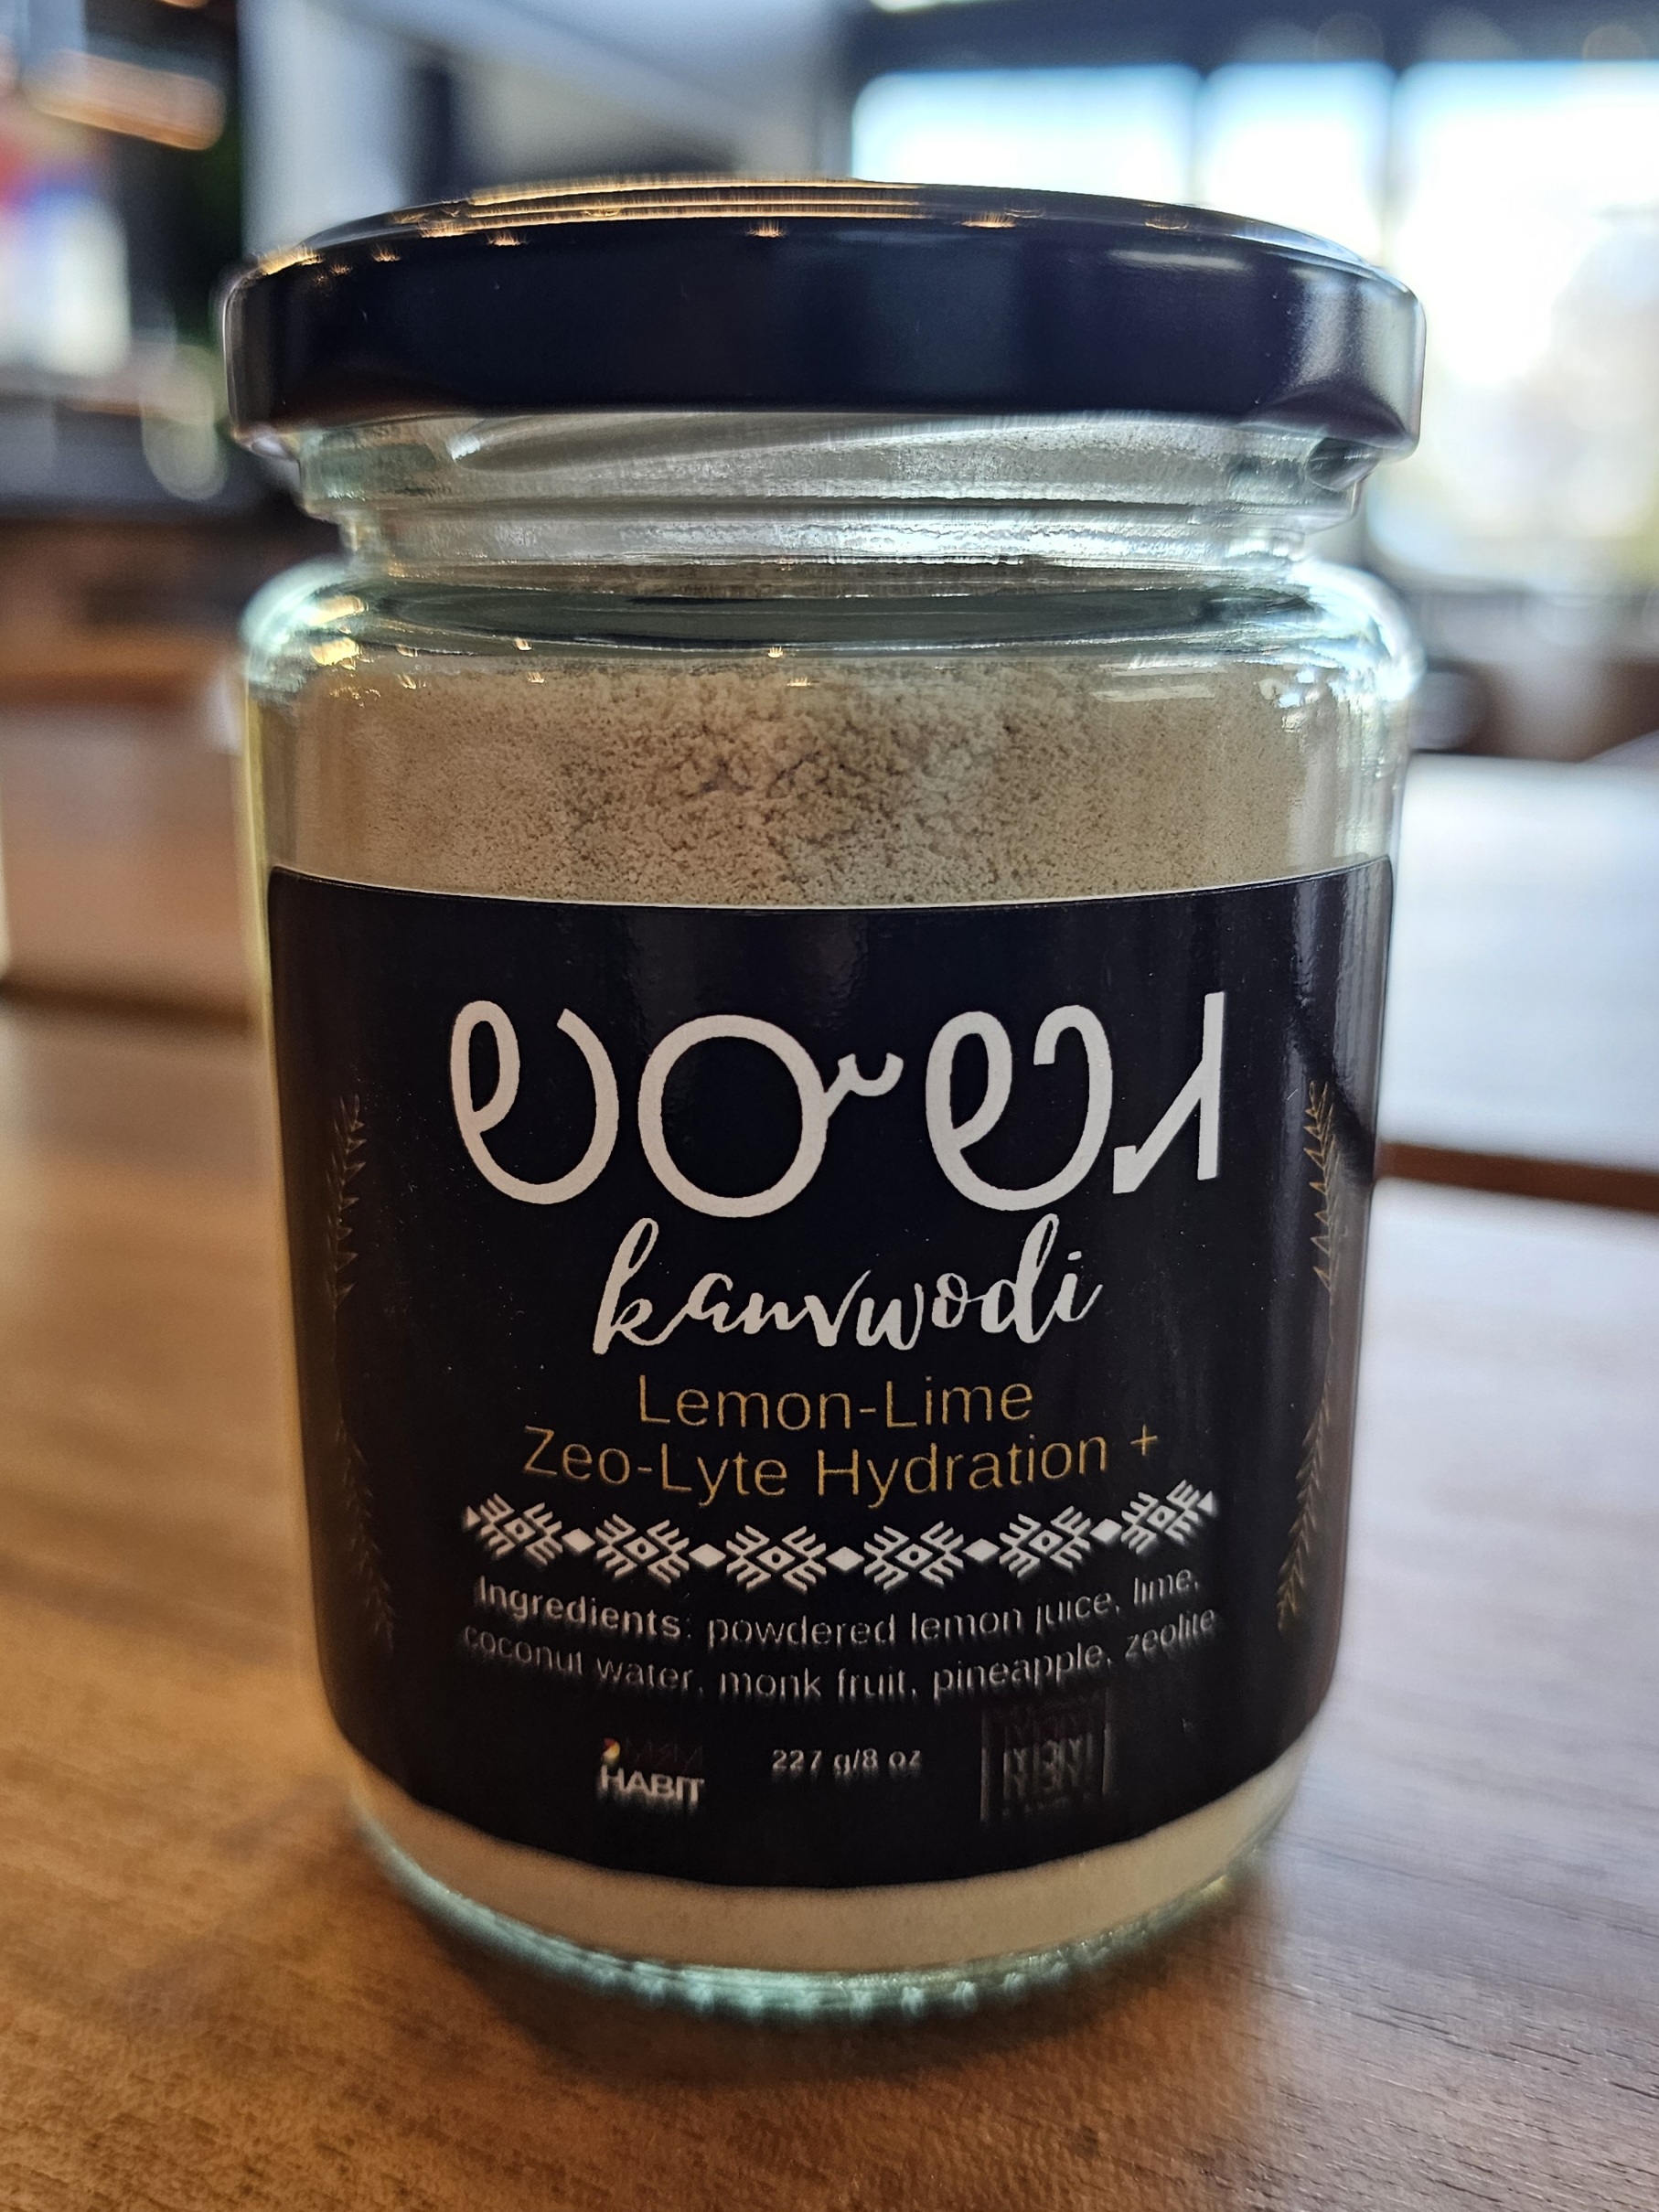 ᎧᏅᏬᏗ
kanvwodi
Lemon-Lime
Zeo-Lyte Hydration +
Ingredients: powdered lemon juice, lime,
coconut water, monk fruit, pineapple, zeolite
HABIT 227 g/8 oz